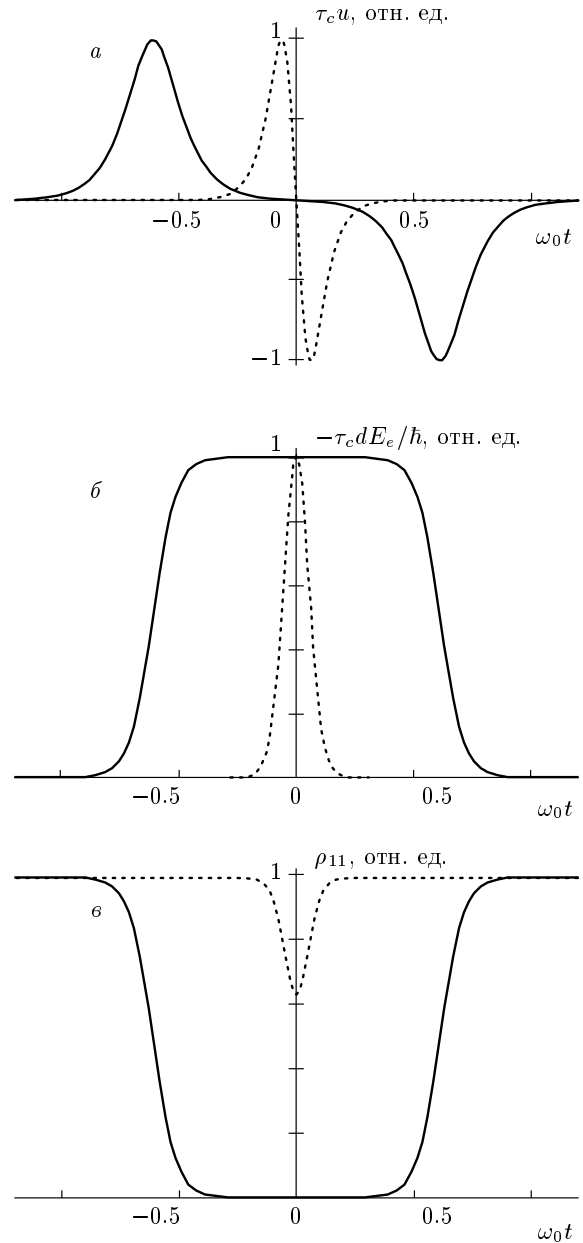 τ_c u, отн. ед.
1
а
−0.5
0
0.5
ω_0 t
−1
−τ_c dE_e/ħ, отн. ед.
1
б
−0.5
0
0.5
ω_0 t
ρ_11, отн. ед.
1
в
−0.5
0
0.5
ω_0 t